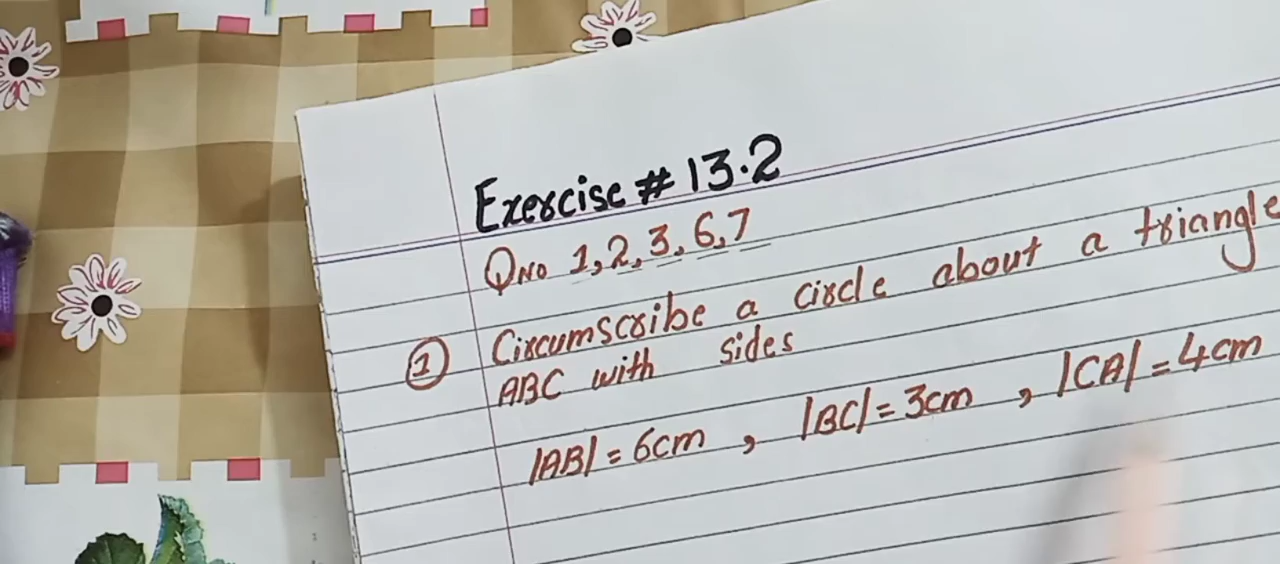 Exercise # 13.2
QNO 1,2,3,6,7
① Circumscribe a circle about a triangle
ABC with sides
|AB| = 6cm , |BC| = 3cm , |CA| = 4cm